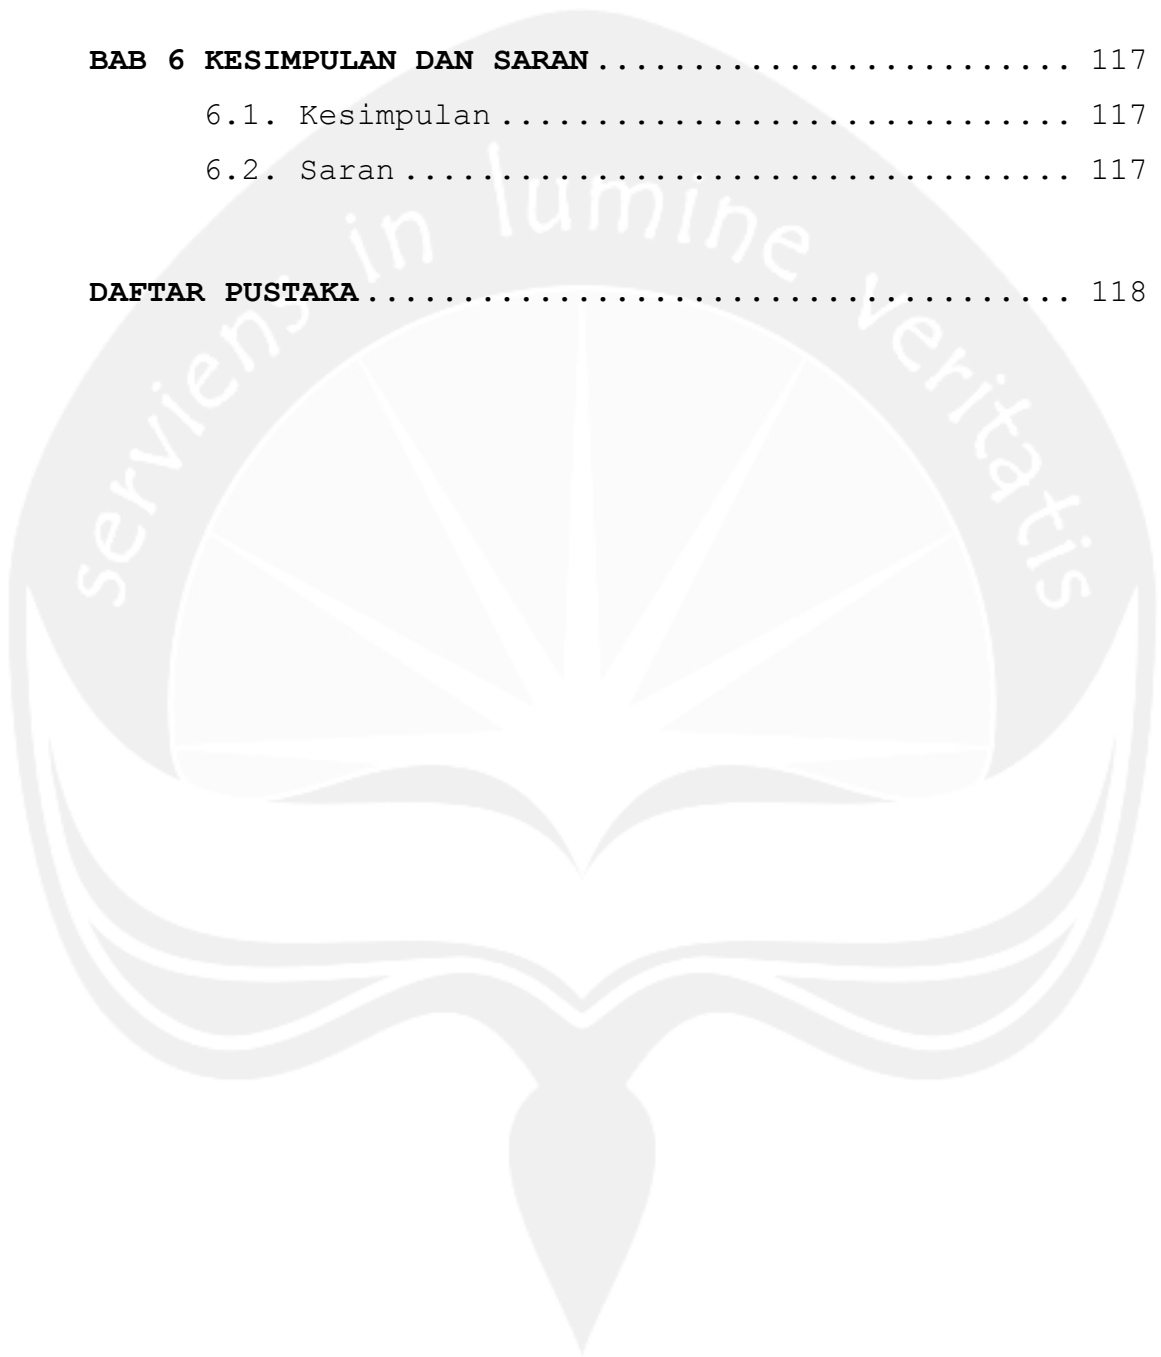 BAB 6 KESIMPULAN DAN SARAN ......................... 117
6.1. Kesimpulan .............................. 117
6.2. Saran ................................... 117
DAFTAR PUSTAKA ..................................... 118
serviens in lumine veritatis